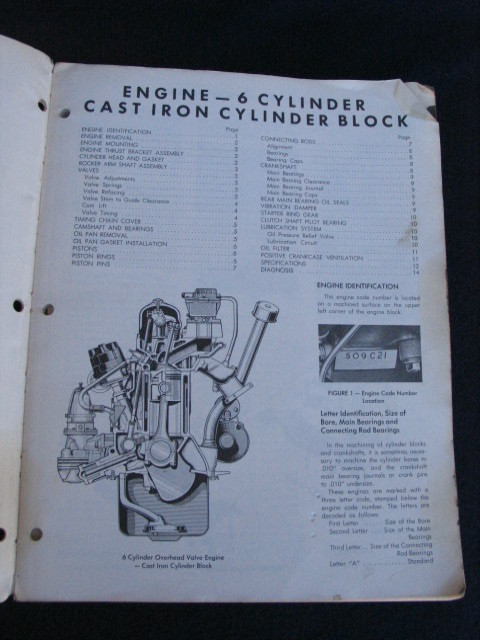 ENGINE — 6 CYLINDER
CAST IRON CYLINDER BLOCK
Page
ENGINE IDENTIFICATION 1
ENGINE REMOVAL
ENGINE MOUNTING
ENGINE THRUST BRACKET ASSEMBLY
CYLINDER HEAD AND GASKET
ROCKER ARM SHAFT ASSEMBLY
VALVES
Valve Adjustments
Valve Springs
Valve Refacing
Valve Stem to Guide Clearance
Cam Lift
Valve Timing
TIMING CHAIN COVER
CAMSHAFT AND BEARINGS
OIL PAN REMOVAL
OIL PAN GASKET INSTALLATION
PISTONS 6
PISTON RINGS 6
PISTON PINS 7
Page
CONNECTING RODS 7
Alignment
Bearings
Bearing Caps
CRANKSHAFT
Main Bearings
Main Bearing Clearance
Main Bearing Journal
Main Bearing Caps
REAR MAIN BEARING OIL SEALS
VIBRATION DAMPER
STARTER RING GEAR
CLUTCH SHAFT PILOT BEARING
LUBRICATION SYSTEM
Oil Pressure Relief Valve
Lubrication Circuit
OIL FILTER 11
POSITIVE CRANKCASE VENTILATION 11
SPECIFICATIONS 12
DIAGNOSIS 14
ENGINE IDENTIFICATION
The engine code number is located
on a machined surface on the upper
left corner of the engine block.
509C21
FIGURE 1 — Engine Code Number
Location
Letter Identification, Size of
Bore, Main Bearings and
Connecting Rod Bearings
In the machining of cylinder blocks
and crankshafts, it is sometimes neces-
sary to machine the cylinder bores to
.010" oversize, and the crankshaft
main bearing journals or crank pins
to .010" undersize.
These engines are marked with a
three letter code, stamped below the
engine code number. The letters are
decoded as follows:
First Letter Size of the Bore
Second Letter Size of the Main
Bearings
Third Letter Size of the Connecting
Rod Bearings
Letter "A" Standard
6 Cylinder Overhead Valve Engine
— Cast Iron Cylinder Block